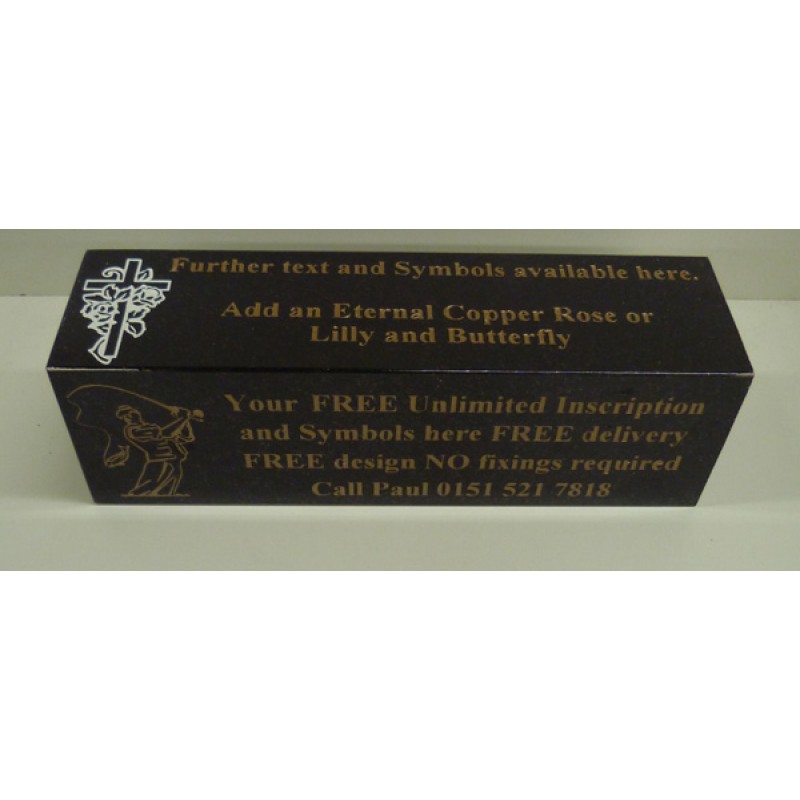 Further text and Symbols available here.
Add an Eternal Copper Rose or
Lilly and Butterfly
Your FREE Unlimited Inscription
and Symbols here FREE delivery
FREE design NO fixings required
Call Paul 0151 521 7818